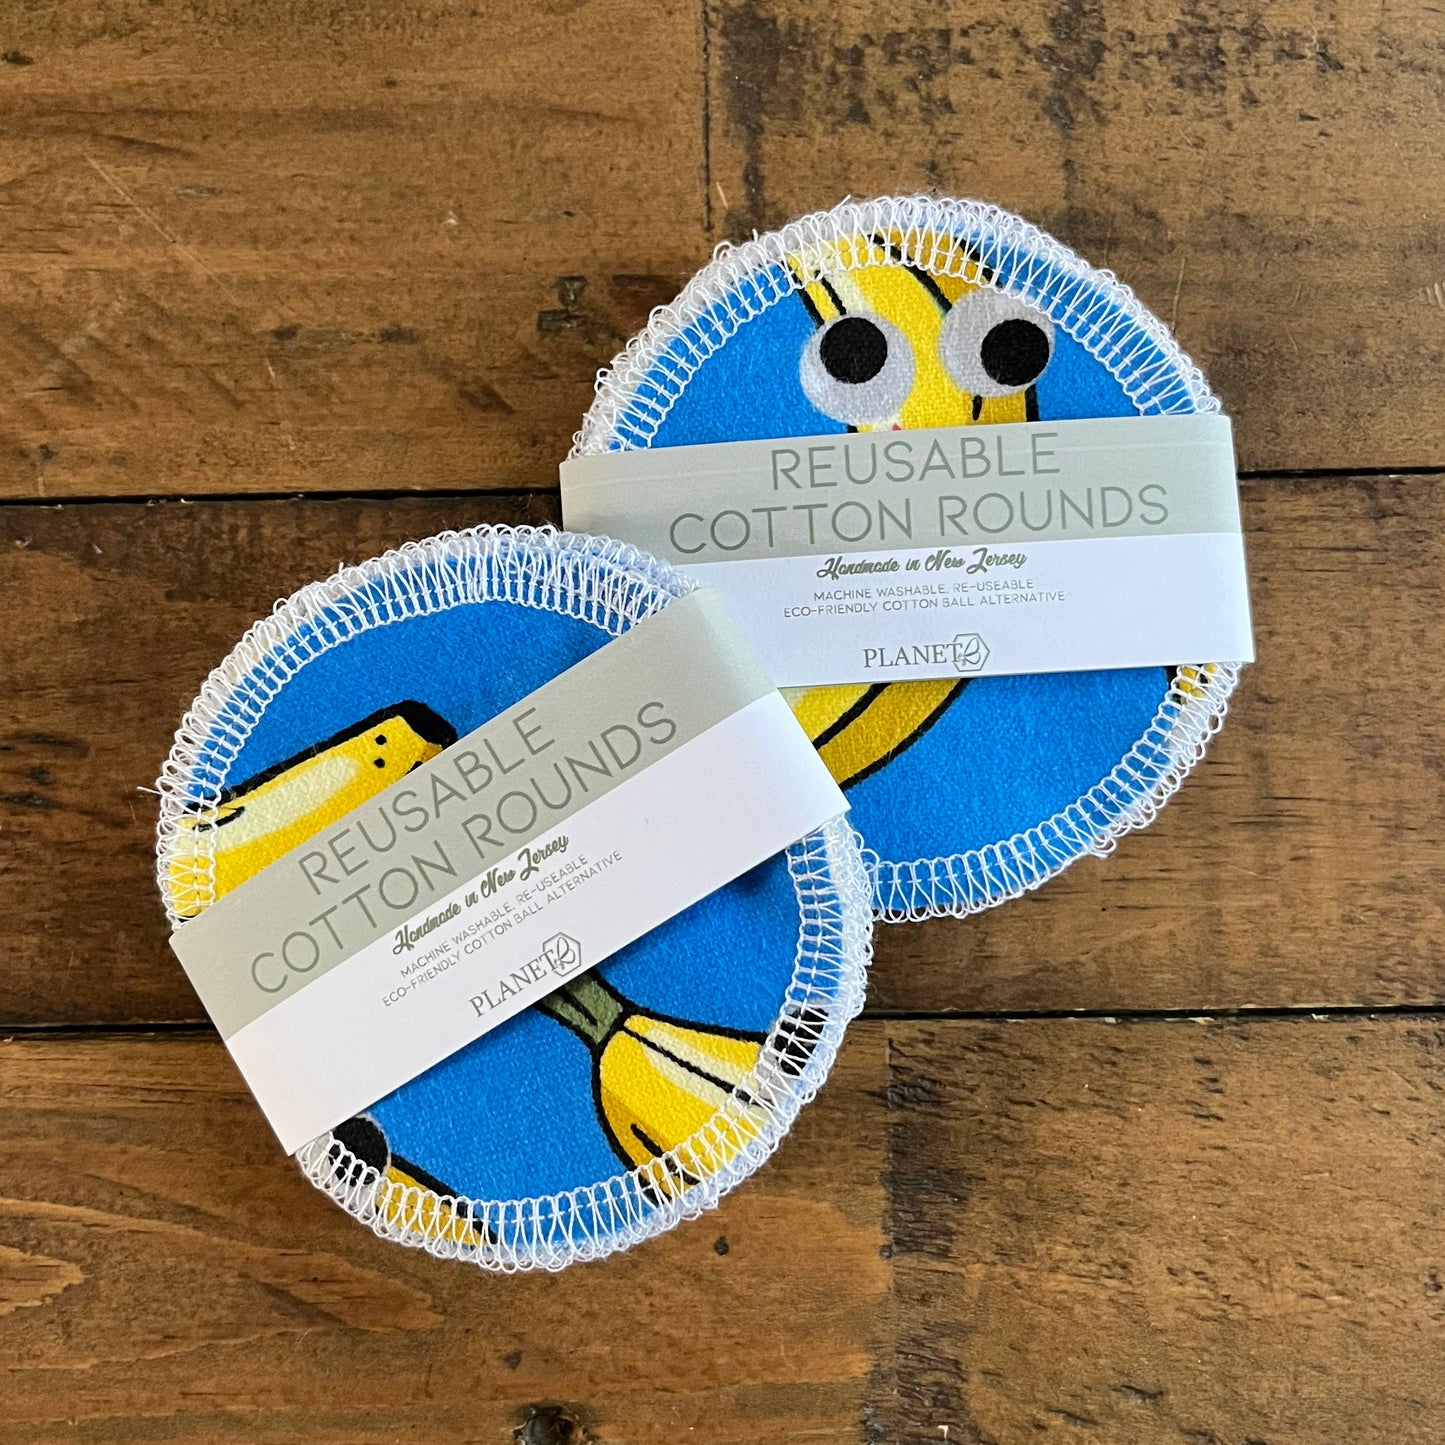 REUSABLE
COTTON ROUNDS
Handmade in New Jersey
MACHINE WASHABLE, RE-USEABLE
ECO-FRIENDLY COTTON BALL ALTERNATIVE
PLANET R
REUSABLE
COTTON ROUNDS
Handmade in New Jersey
MACHINE WASHABLE, RE-USEABLE
ECO-FRIENDLY COTTON BALL ALTERNATIVE
PLANET R